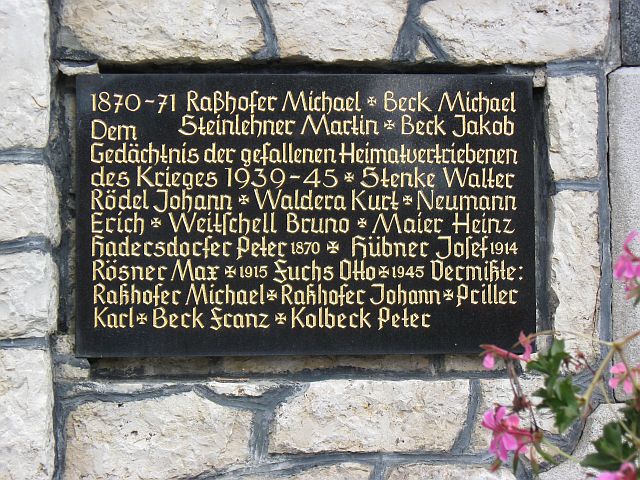 1870-71 Raßhofer Michael ✠ Beck Michael
Dem Steinlehner Martin ✠ Beck Jakob
Gedächtnis der gefallenen Heimatvertriebenen
des Krieges 1939-45 ✠ Stenke Walter
Rödel Johann ✠ Waldera Kurt ✠ Neumann
Erich ✠ Weitschell Bruno ✠ Maier Heinz
Hadersdorfer Peter 1870 ✠ Hübner Josef 1914
Rösner Max ✠ 1915 Fuchs Otto ✠ 1945 Vermißte:
Raßhofer Michael ✠ Raßhofer Johann ✠ Priller
Karl ✠ Beck Franz ✠ Kolbeck Peter